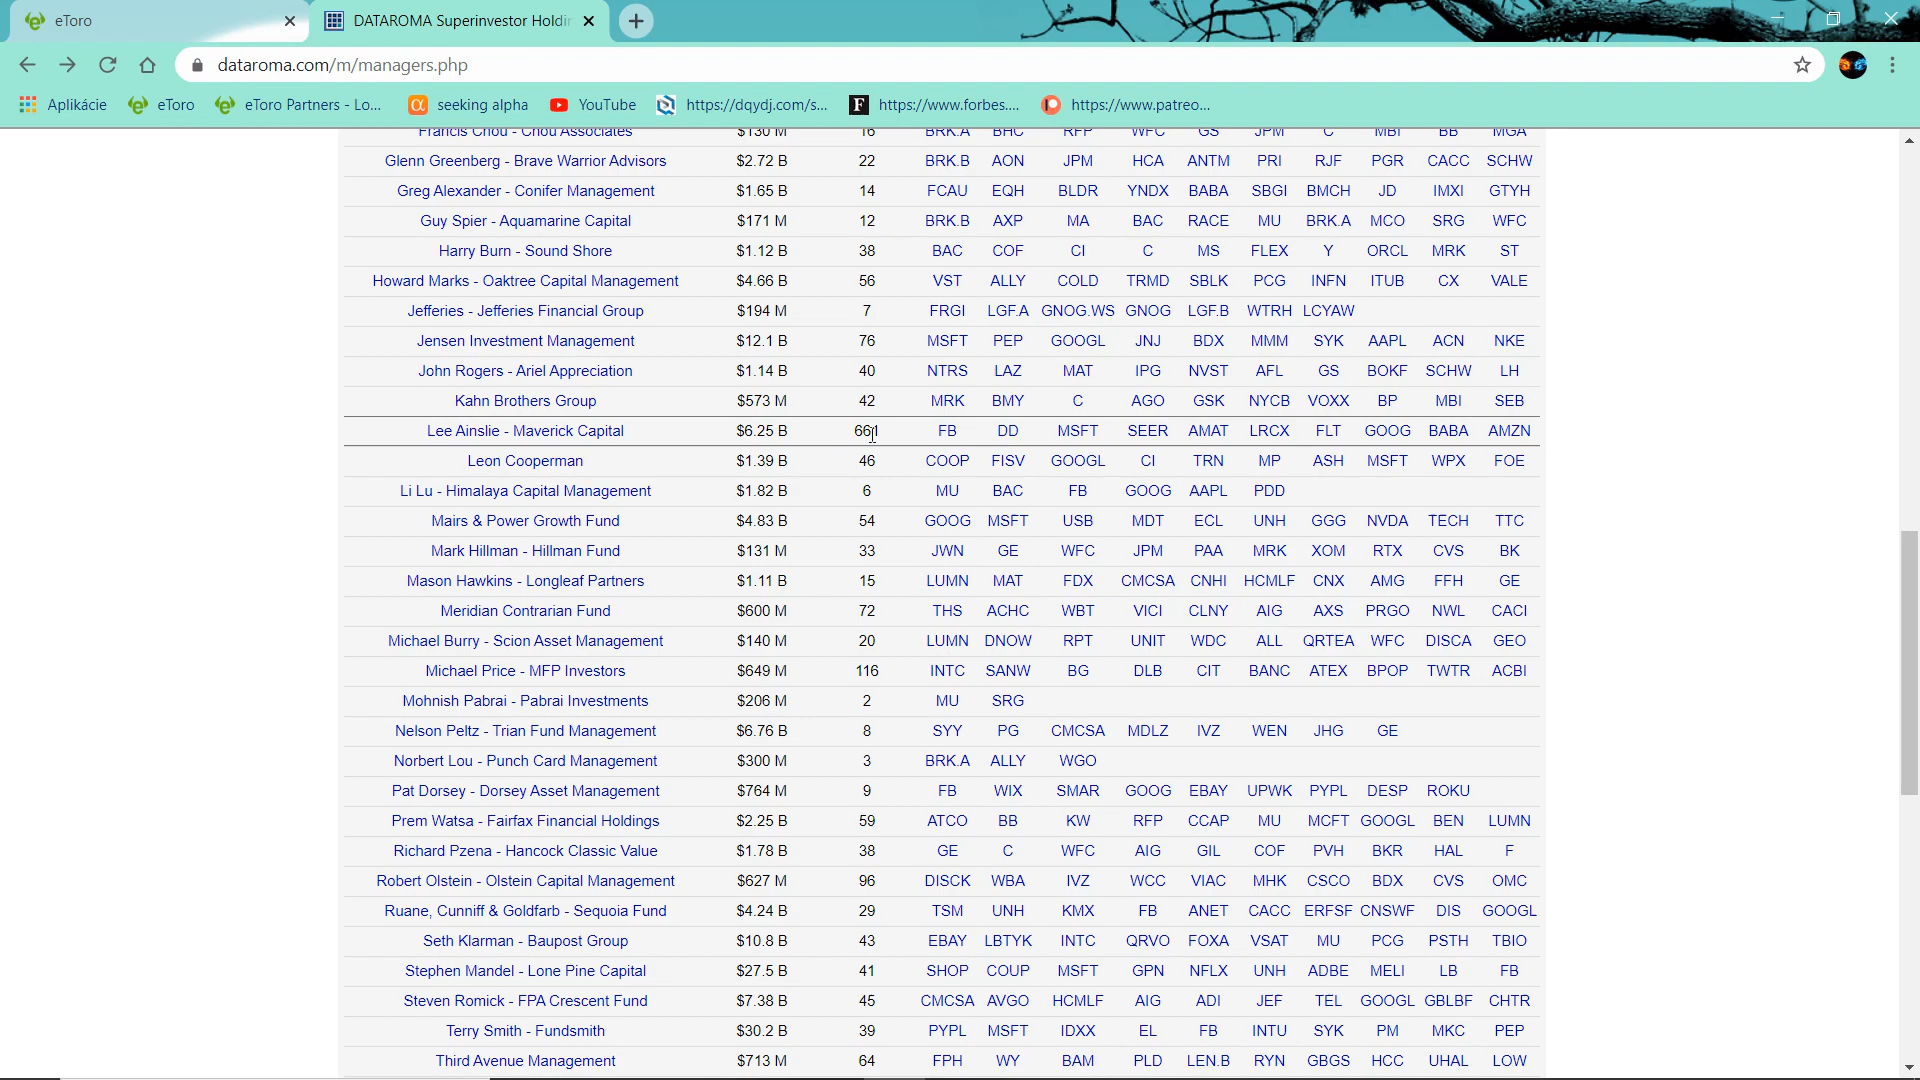 eToro
DATAROMA Superinvestor Holdin
dataroma.com/m/managers.php
Aplikácie eToro eToro Partners - Lo... seeking alpha YouTube https://dqydj.com/s... https://www.forbes.... https://www.patreo...
Francis Chou - Chou Associates $130 M 16 BRK.A BHC RFP WFC GS JPM C MBI BB MGA
Glenn Greenberg - Brave Warrior Advisors $2.72 B 22 BRK.B AON JPM HCA ANTM PRI RJF PGR CACC SCHW
Greg Alexander - Conifer Management $1.65 B 14 FCAU EQH BLDR YNDX BABA SBGI BMCH JD IMXI GTYH
Guy Spier - Aquamarine Capital $171 M 12 BRK.B AXP MA BAC RACE MU BRK.A MCO SRG WFC
Harry Burn - Sound Shore $1.12 B 38 BAC COF CI C MS FLEX Y ORCL MRK ST
Howard Marks - Oaktree Capital Management $4.66 B 56 VST ALLY COLD TRMD SBLK PCG INFN ITUB CX VALE
Jefferies - Jefferies Financial Group $194 M 7 FRGI LGF.A GNOG.WS GNOG LGF.B WTRH LCYAW
Jensen Investment Management $12.1 B 76 MSFT PEP GOOGL JNJ BDX MMM SYK AAPL ACN NKE
John Rogers - Ariel Appreciation $1.14 B 40 NTRS LAZ MAT IPG NVST AFL GS BOKF SCHW LH
Kahn Brothers Group $573 M 42 MRK BMY C AGO GSK NYCB VOXX BP MBI SEB
Lee Ainslie - Maverick Capital $6.25 B 661 FB DD MSFT SEER AMAT LRCX FLT GOOG BABA AMZN
Leon Cooperman $1.39 B 46 COOP FISV GOOGL CI TRN MP ASH MSFT WPX FOE
Li Lu - Himalaya Capital Management $1.82 B 6 MU BAC FB GOOG AAPL PDD
Mairs & Power Growth Fund $4.83 B 54 GOOG MSFT USB MDT ECL UNH GGG NVDA TECH TTC
Mark Hillman - Hillman Fund $131 M 33 JWN GE WFC JPM PAA MRK XOM RTX CVS BK
Mason Hawkins - Longleaf Partners $1.11 B 15 LUMN MAT FDX CMCSA CNHI HCMLF CNX AMG FFH GE
Meridian Contrarian Fund $600 M 72 THS ACHC WBT VICI CLNY AIG AXS PRGO NWL CACI
Michael Burry - Scion Asset Management $140 M 20 LUMN DNOW RPT UNIT WDC ALL QRTEA WFC DISCA GEO
Michael Price - MFP Investors $649 M 116 INTC SANW BG DLB CIT BANC ATEX BPOP TWTR ACBI
Mohnish Pabrai - Pabrai Investments $206 M 2 MU SRG
Nelson Peltz - Trian Fund Management $6.76 B 8 SYY PG CMCSA MDLZ IVZ WEN JHG GE
Norbert Lou - Punch Card Management $300 M 3 BRK.A ALLY WGO
Pat Dorsey - Dorsey Asset Management $764 M 9 FB WIX SMAR GOOG EBAY UPWK PYPL DESP ROKU
Prem Watsa - Fairfax Financial Holdings $2.25 B 59 ATCO BB KW RFP CCAP MU MCFT GOOGL BEN LUMN
Richard Pzena - Hancock Classic Value $1.78 B 38 GE C WFC AIG GIL COF PVH BKR HAL F
Robert Olstein - Olstein Capital Management $627 M 96 DISCK WBA IVZ WCC VIAC MHK CSCO BDX CVS OMC
Ruane, Cunniff & Goldfarb - Sequoia Fund $4.24 B 29 TSM UNH KMX FB ANET CACC ERFSF CNSWF DIS GOOGL
Seth Klarman - Baupost Group $10.8 B 43 EBAY LBTYK INTC QRVO FOXA VSAT MU PCG PSTH TBIO
Stephen Mandel - Lone Pine Capital $27.5 B 41 SHOP COUP MSFT GPN NFLX UNH ADBE MELI LB FB
Steven Romick - FPA Crescent Fund $7.38 B 45 CMCSA AVGO HCMLF AIG ADI JEF TEL GOOGL GBLBF CHTR
Terry Smith - Fundsmith $30.2 B 39 PYPL MSFT IDXX EL FB INTU SYK PM MKC PEP
Third Avenue Management $713 M 64 FPH WY BAM PLD LEN.B RYN GBGS HCC UHAL LOW